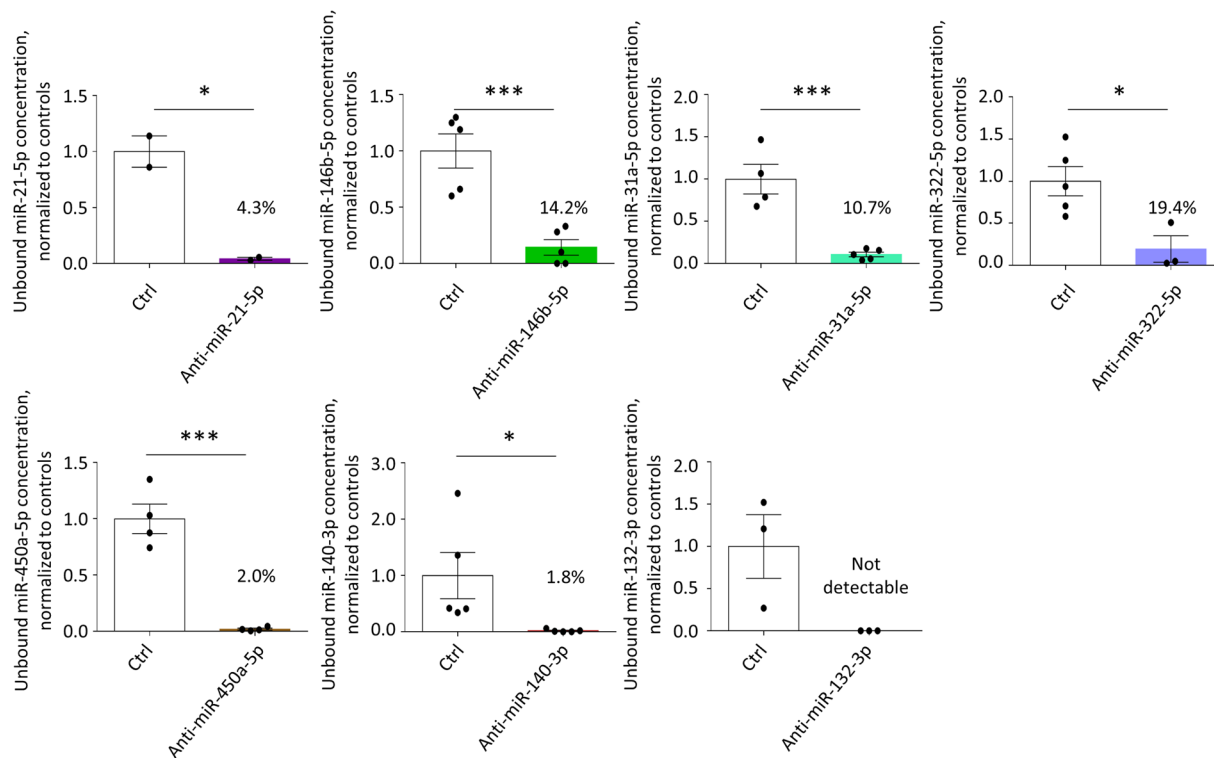 Unbound miR-21-5p concentration,
normalized to controls
*
1.5
1.0
0.5
0.0
4.3%
Ctrl
Anti-miR-21-5p
Unbound miR-146b-5p concentration,
normalized to controls
***
1.5
1.0
0.5
0.0
14.2%
Ctrl
Anti-miR-146b-5p
Unbound miR-31a-5p concentration,
normalized to controls
***
2.0
1.5
1.0
0.5
0.0
10.7%
Ctrl
Anti-miR-31a-5p
Unbound miR-322-5p concentration,
normalized to controls
*
2.0
1.5
1.0
0.5
0.0
19.4%
Ctrl
Anti-miR-322-5p
Unbound miR-450a-5p concentration,
normalized to controls
***
1.5
1.0
0.5
0.0
2.0%
Ctrl
Anti-miR-450a-5p
Unbound miR-140-3p concentration,
normalized to controls
*
3.0
2.0
1.0
0.0
1.8%
Ctrl
Anti-miR-140-3p
Unbound miR-132-3p concentration,
normalized to controls
2.0
1.5
1.0
0.5
0.0
Not
detectable
Ctrl
Anti-miR-132-3p